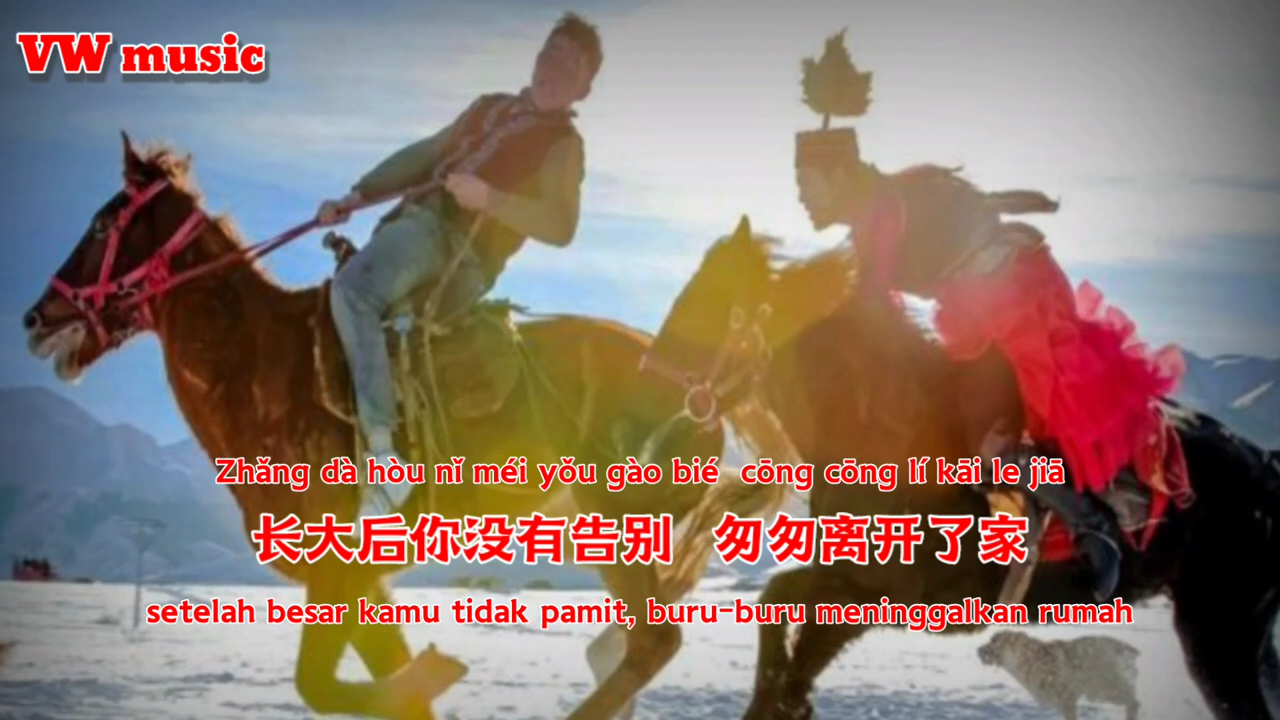 VW music
Zhǎng dà hòu nǐ méi yǒu gào bié  cōng cōng lí kāi le jiā
长大后你没有告别  匆匆离开了家
setelah besar kamu tidak pamit, buru-buru meninggalkan rumah